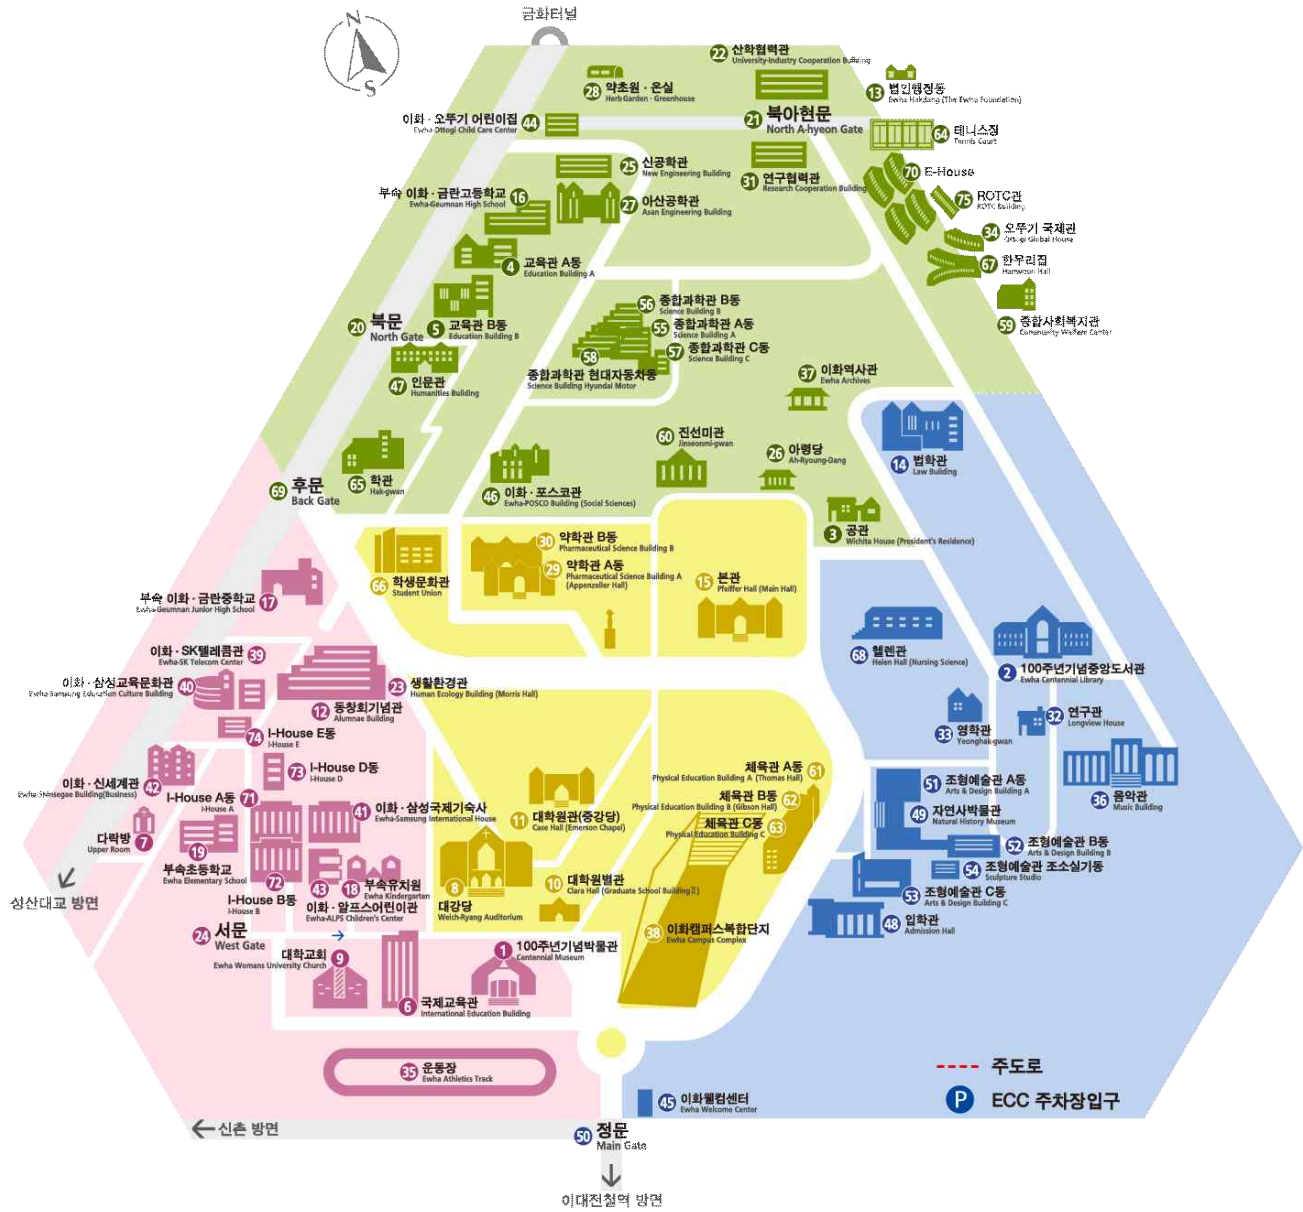 금화터널
N
S
22 산학협력관
University-Industry Cooperation Building
28 약초원 · 온실
Herb Garden · Greenhouse
13 법인행정동
Ewha Hakdang (The Ewha Foundation)
이화 · 오뚜기 어린이집 44
Ewha-Ottogi Child Care Center
21 북아현문
North A-hyeon Gate
64 테니스장
Tennis Court
25 신공학관
New Engineering Building
31 연구협력관
Research Cooperation Building
70 E-House
부속 이화 · 금란고등학교 16
Ewha-Geumnan High School
27 아산공학관
Asan Engineering Building
75 ROTC관
ROTC Building
34 오뚜기 국제관
Ottogi Global House
4 교육관 A동
Education Building A
67 한우리집
Hanwoori Hall
56 종합과학관 B동
Science Building B
20 북문
North Gate
5 교육관 B동
Education Building B
55 종합과학관 A동
Science Building A
59 종합사회복지관
Community Welfare Center
57 종합과학관 C동
Science Building C
58
종합과학관 현대자동차동
Science Building Hyundai Motor
47 인문관
Humanities Building
37 이화역사관
Ewha Archives
60 진선미관
Jinseonmi-gwan
26 아령당
Ah-Ryoung-Dang
14 법학관
Law Building
65 학관
Hak-gwan
69 후문
Back Gate
46 이화 · 포스코관
Ewha-POSCO Building (Social Sciences)
3 공관
Wichita House (President's Residence)
30 약학관 B동
Pharmaceutical Science Building B
29 약학관 A동
Pharmaceutical Science Building A
(Appenzeller Hall)
66 학생문화관
Student Union
15 본관
Pfeiffer Hall (Main Hall)
부속 이화 · 금란중학교
Ewha-Geumnan Junior High School 17
이화 · SK텔레콤관 39
Ewha-SK Telecom Center
68 헬렌관
Helen Hall (Nursing Science)
2 100주년기념중앙도서관
Ewha Centennial Library
이화 · 삼성교육문화관 40
Ewha-Samsung Education Culture Building
23 생활환경관
Human Ecology Building (Morris Hall)
12 동창회기념관
Alumnae Building
32 연구관
Longview House
74 I-House E동
I-House E
33 영학관
Yeonghak-gwan
73 I-House D동
I-House D
체육관 A동 61
Physical Education Building A (Thomas Hall)
51 조형예술관 A동
Arts & Design Building A
이화 · 신세계관 42
Ewha-Shinsegae Building(Business)
I-House A동 71
I-House A
체육관 B동 62
Physical Education Building B (Gibson Hall)
36 음악관
Music Building
41 이화 · 삼성국제기숙사
Ewha-Samsung International House
11 대학원관(중강당)
Case Hall (Emerson Chapel)
체육관 C동 63
Physical Education Building C
49 자연사박물관
Natural History Museum
다락방 7
Upper Room
52 조형예술관 B동
Arts & Design Building B
19
부속초등학교
Ewha Elementary School
54 조형예술관 조소실기동
Sculpture Studio
72
I-House B동
I-House B
43
18 부속유치원
Ewha Kindergarten
이화 · 알프스어린이관
Ewha-ALPS Children's Center
8
대강당
Welch-Ryang Auditorium
10 대학원별관
Clara Hall (Graduate School Building Ⅱ)
53 조형예술관 C동
Arts & Design Building C
성산대교 방면
48 입학관
Admission Hall
24 서문
West Gate
38 이화캠퍼스복합단지
Ewha Campus Complex
대학교회 9
Ewha Womans University Church
1 100주년기념박물관
Centennial Museum
6 국제교육관
International Education Building
35 운동장
Ewha Athletics Track
주도로
P ECC 주차장입구
45 이화웰컴센터
Ewha Welcome Center
신촌 방면
50 정문
Main Gate
이대전철역 방면